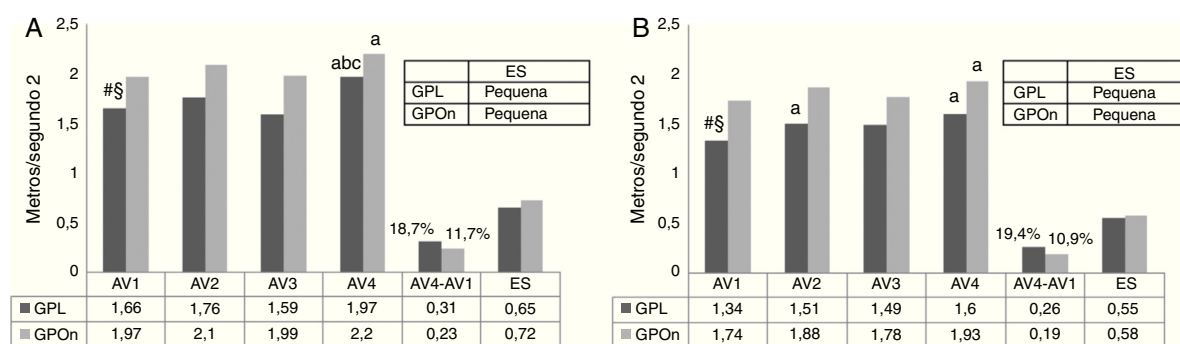 A
2,5
2
1,5
1
0,5
0
Metros/segundo 2
#§
abc
a
18,7% 11,7%
ES
GPL Pequena
GPOn Pequena
AV1 AV2 AV3 AV4 AV4-AV1 ES
GPL 1,66 1,76 1,59 1,97 0,31 0,65
GPOn 1,97 2,1 1,99 2,2 0,23 0,72
B
2,5
2
1,5
1
0,5
0
Metros/segundo 2
#§
a
a
a
19,4% 10,9%
ES
GPL Pequena
GPOn Pequena
AV1 AV2 AV3 AV4 AV4-AV1 ES
GPL 1,34 1,51 1,49 1,6 0,26 0,55
GPOn 1,74 1,88 1,78 1,93 0,19 0,58